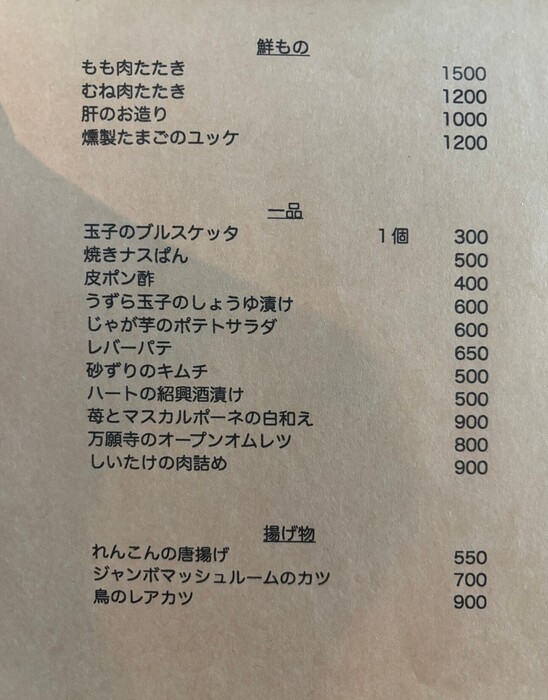 鮮もの
もも肉たたき 1500
むね肉たたき 1200
肝のお造り 1000
燻製たまごのユッケ 1200
一品
玉子のブルスケッタ 1個 300
焼きナスぱん 500
皮ポン酢 400
うずら玉子のしょうゆ漬け 600
じゃが芋のポテトサラダ 600
レバーパテ 650
砂ずりのキムチ 500
ハートの紹興酒漬け 500
苺とマスカルポーネの白和え 900
万願寺のオープンオムレツ 800
しいたけの肉詰め 900
揚げ物
れんこんの唐揚げ 550
ジャンボマッシュルームのカツ 700
鳥のレアカツ 900